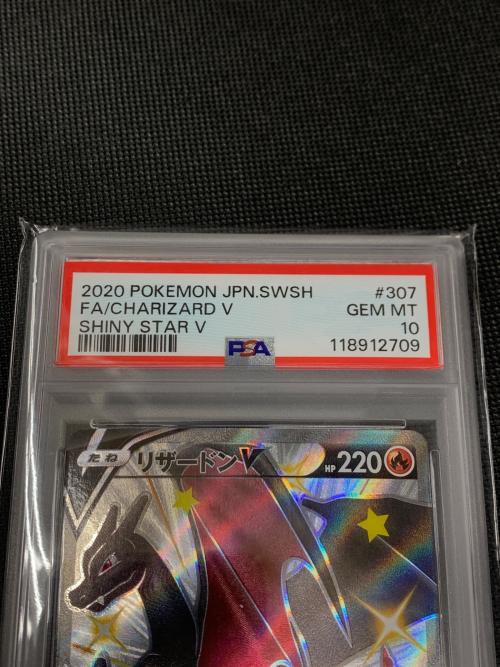 2020 POKEMON JPN.SWSH #307
FA/CHARIZARD V GEM MT
SHINY STAR V 10
PSA 118912709
たね リザードンV HP 220